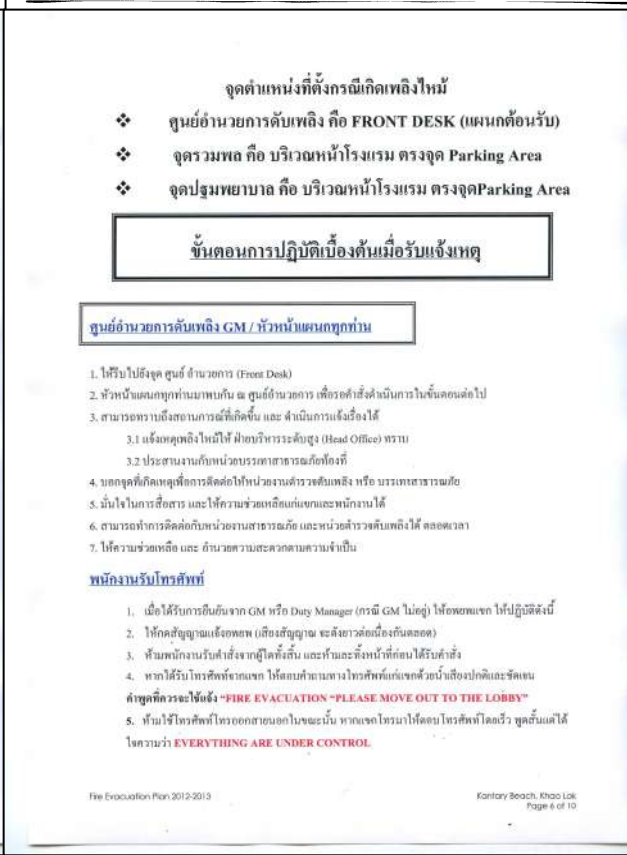 จุดตำแหน่งที่ตั้งกรณีเกิดเพลิงไหม้
❖ ศูนย์อำนวยการดับเพลิง คือ FRONT DESK (แผนกต้อนรับ)
❖ จุดรวมพล คือ บริเวณหน้าโรงแรม ตรงจุด Parking Area
❖ จุดปฐมพยาบาล คือ บริเวณหน้าโรงแรม ตรงจุดParking Area
ขั้นตอนการปฏิบัติเบื้องต้นเมื่อรับแจ้งเหตุ
ศูนย์อำนวยการดับเพลิง GM / หัวหน้าแผนกทุกท่าน
1. ให้รีบไปยังจุด ศูนย์ อำนวยการ (Front Desk)
2. หัวหน้าแผนกทุกท่านมาพบกัน ณ ศูนย์อำนวยการ เพื่อรอคำสั่งดำเนินการในขั้นตอนต่อไป
3. สามารถทราบถึงสถานการณ์ที่เกิดขึ้น และ ดำเนินการแจ้งเรื่องได้
3.1 แจ้งเหตุเพลิงไหม้ให้ ฝ่ายบริหารระดับสูง (Head Office) ทราบ
3.2 ประสานงานกับหน่วยบรรเทาสาธารณภัยท้องที่
4. บอกจุดที่เกิดเหตุเพื่อการติดต่อให้หน่วยงานตำรวจดับเพลิง หรือ บรรเทาสาธารณภัย
5. มั่นใจในการสื่อสาร และให้ความช่วยเหลือแก่แขกและพนักงานได้
6. สามารถทำการติดต่อกับหน่วยงานสาธารณภัย และหน่วยตำรวจดับเพลิงได้ ตลอดเวลา
7. ให้ความช่วยเหลือ และ อำนวยความสะดวกตามความจำเป็น
พนักงานรับโทรศัพท์
1. เมื่อได้รับการยืนยันจาก GM หรือ Duty Manager (กรณี GM ไม่อยู่) ให้อพยพแขก ให้ปฏิบัติดังนี้
2. ให้กดสัญญาณแจ้งอพยพ (เสียงสัญญาณ จะดังยาวต่อเนื่องกันตลอด)
3. ห้ามพนักงานรับคำสั่งจากผู้ใดทั้งสิ้น และห้ามละทิ้งหน้าที่ก่อนได้รับคำสั่ง
4. หากได้รับโทรศัพท์จากแขก ให้ตอบคำถามทางโทรศัพท์แก่แขกด้วยน้ำเสียงปกติและชัดเจน
คำพูดที่ควรจะใช้แจ้ง “FIRE EVACUATION “PLEASE MOVE OUT TO THE LOBBY”
5. ห้ามใช้โทรศัพท์โทรออกสายนอกในขณะนั้น หากแขกโทรมาให้ตอบโทรศัพท์โดยเร็ว พูดสั้นแต่ได้
ใจความว่า EVERYTHING ARE UNDER CONTROL
Fire Evacuation Plan 2012-2013
Kantary Beach, Khao Lak
Page 6 of 10